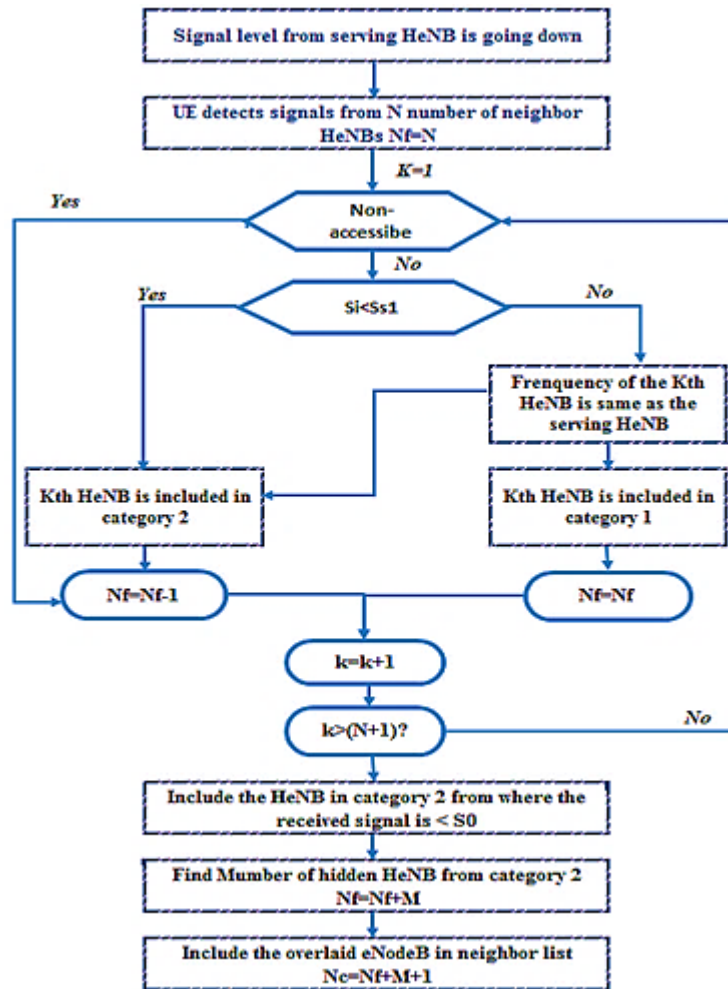 Signal level from serving HeNB is going down
UE detects signals from N number of neighbor
HeNBs Nf=N
K=1
Yes
Non-
accessibe
No
Yes
Si<Ss1
No
Frenquency of the Kth
HeNB is same as the
serving HeNB
Kth HeNB is included in
category 2
Kth HeNB is included in
category 1
Nf=Nf-1
Nf=Nf
k=k+1
k>(N+1)?
No
Include the HeNB in category 2 from where the
received signal is < S0
Find Mumber of hidden HeNB from category 2
Nf=Nf+M
Include the overlaid eNodeB in neighbor list
Nc=Nf+M+1